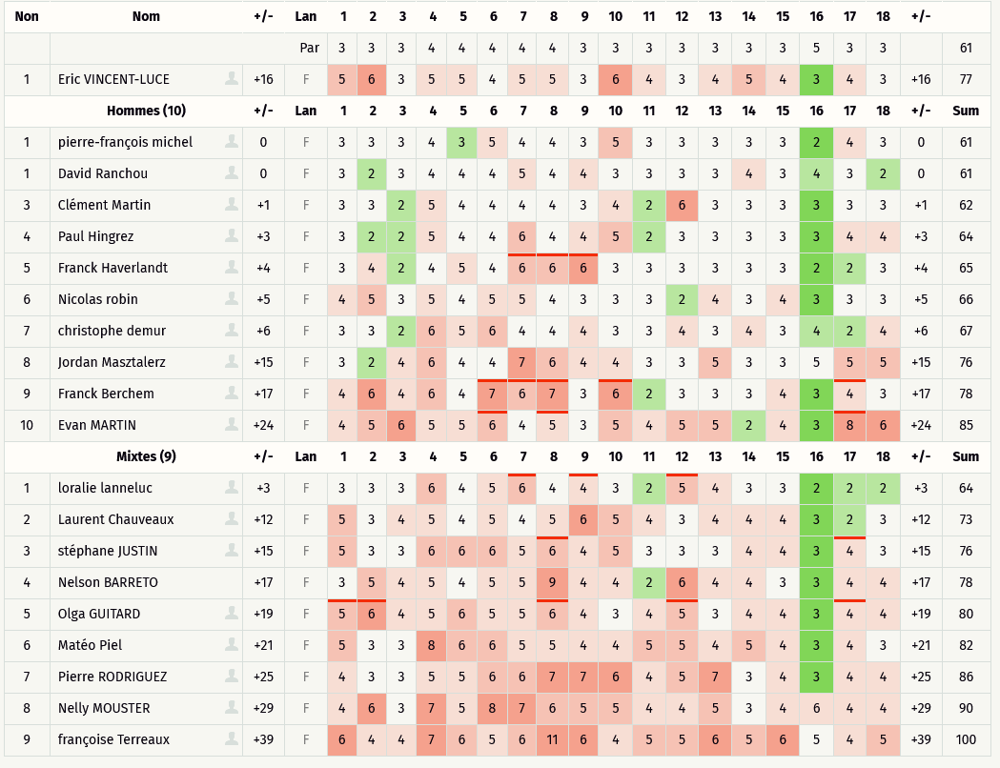 Non Nom +/- Lan 1 2 3 4 5 6 7 8 9 10 11 12 13 14 15 16 17 18 +/-
Par 3 3 3 4 4 4 4 4 3 3 3 3 3 3 3 5 3 3 61
1 Eric VINCENT-LUCE +16 F 5 6 3 5 5 4 5 5 3 6 4 3 4 5 4 3 4 3 +16 77
Hommes (10) +/- Lan 1 2 3 4 5 6 7 8 9 10 11 12 13 14 15 16 17 18 +/- Sum
1 pierre-françois michel 0 F 3 3 3 4 3 5 4 4 3 5 3 3 3 3 3 2 4 3 0 61
1 David Ranchou 0 F 3 2 3 4 4 4 5 4 4 3 3 3 3 4 3 4 3 2 0 61
3 Clément Martin +1 F 3 3 2 5 4 4 4 4 3 4 2 6 3 3 3 3 3 3 +1 62
4 Paul Hingrez +3 F 3 2 2 5 4 4 6 4 4 5 2 3 3 3 3 3 4 4 +3 64
5 Franck Haverlandt +4 F 3 4 2 4 5 4 6 6 6 3 3 3 3 3 3 2 2 3 +4 65
6 Nicolas robin +5 F 4 5 3 5 4 5 5 4 3 3 3 2 4 3 4 3 3 3 +5 66
7 christophe demur +6 F 3 3 2 6 5 6 4 4 4 3 3 4 3 4 3 4 2 4 +6 67
8 Jordan Masztalerz +15 F 3 2 4 6 4 4 7 6 4 4 3 3 5 3 3 5 5 5 +15 76
9 Franck Berchem +17 F 4 6 4 6 4 7 6 7 3 6 2 3 3 3 4 3 4 3 +17 78
10 Evan MARTIN +24 F 4 5 6 5 5 6 4 5 3 5 4 5 5 2 4 3 8 6 +24 85
Mixtes (9) +/- Lan 1 2 3 4 5 6 7 8 9 10 11 12 13 14 15 16 17 18 +/- Sum
1 loralie lanneluc +3 F 3 3 3 6 4 5 6 4 4 3 2 5 4 3 3 2 2 2 +3 64
2 Laurent Chauveaux +12 F 5 3 4 5 4 5 4 5 6 5 4 3 4 4 4 3 2 3 +12 73
3 stéphane JUSTIN +15 F 5 3 3 6 6 6 5 6 4 5 3 3 3 4 4 3 4 3 +15 76
4 Nelson BARRETO +17 F 3 5 4 5 4 5 5 9 4 4 2 6 4 4 3 3 4 4 +17 78
5 Olga GUITARD +19 F 5 6 4 5 6 5 5 6 4 3 4 5 3 4 4 3 4 4 +19 80
6 Matéo Piel +21 F 5 3 3 8 6 6 5 5 4 4 5 5 4 5 4 3 4 3 +21 82
7 Pierre RODRIGUEZ +25 F 4 3 3 5 5 6 6 7 7 6 4 5 7 3 4 3 4 4 +25 86
8 Nelly MOUSTER +29 F 4 6 3 7 5 8 7 6 5 5 4 4 5 3 4 6 4 4 +29 90
9 françoise Terreaux +39 F 6 4 4 7 6 5 6 11 6 4 5 5 6 5 6 5 4 5 +39 100